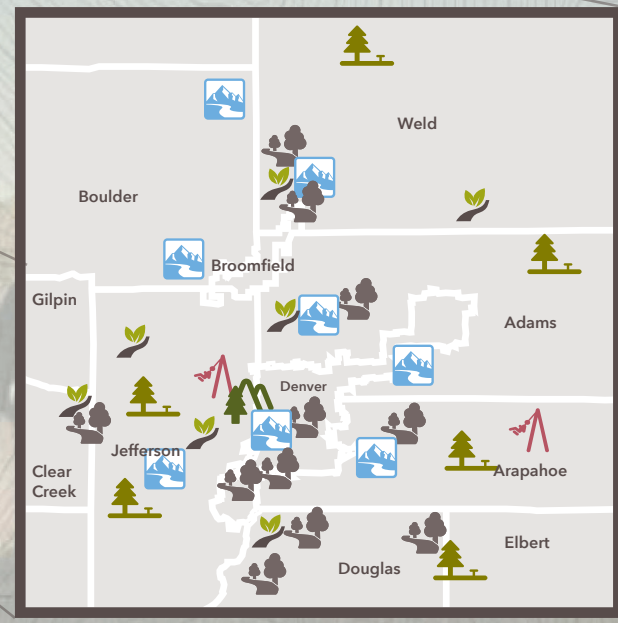 Weld
Boulder
Broomfield
Gilpin
Adams
Denver
Jefferson
Clear
Creek
Arapahoe
Elbert
Douglas